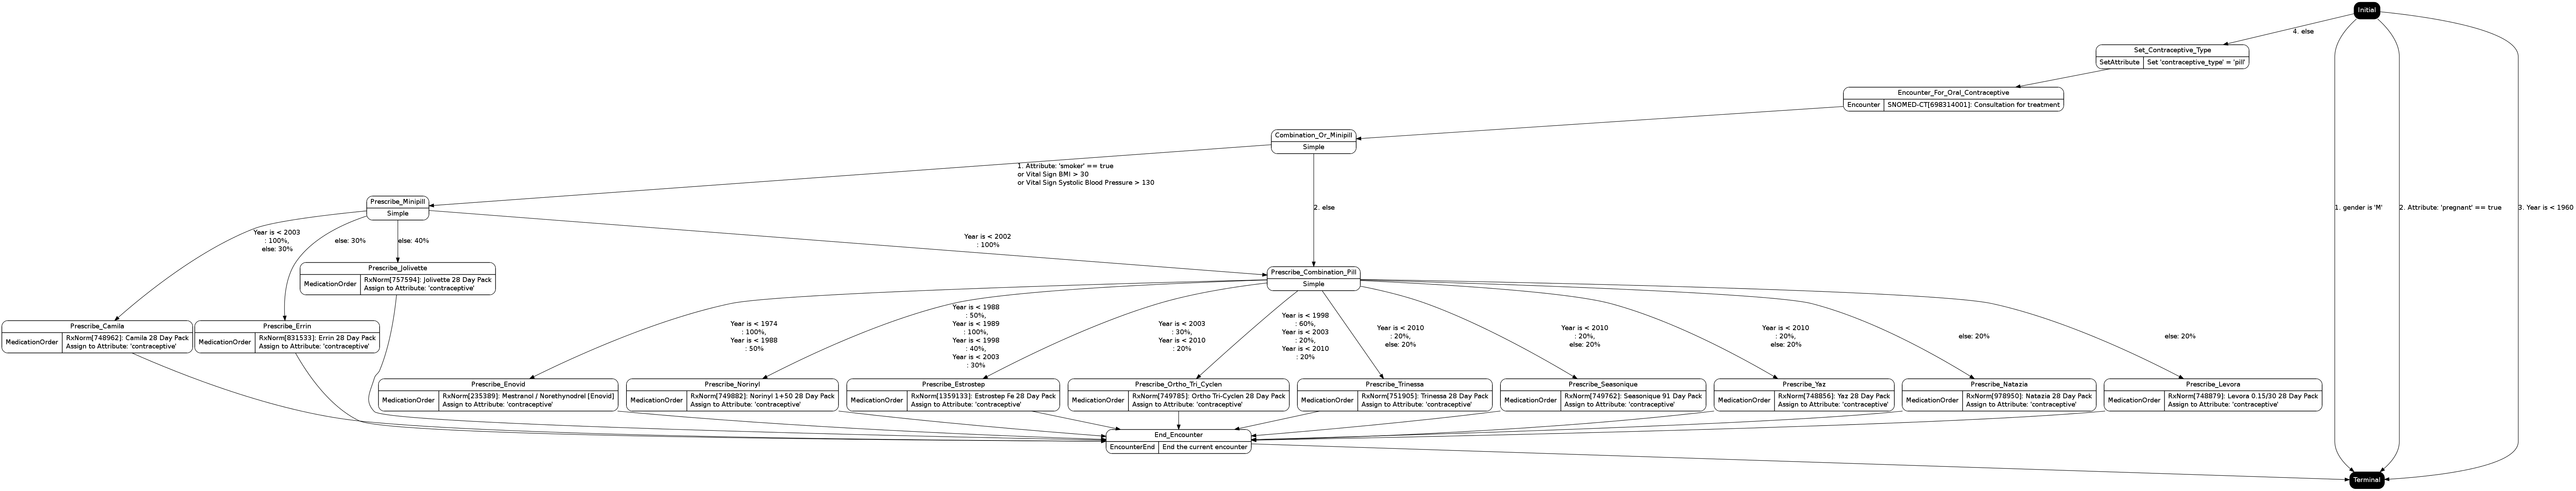 Initial
4. else
Set_Contraceptive_Type
SetAttribute
Set 'contraceptive_type' = 'pill'
Encounter_For_Oral_Contraceptive
Encounter
SNOMED-CT[698314001]: Consultation for treatment
Combination_Or_Minipill
Simple
1. Attribute: 'smoker' == true
or Vital Sign BMI > 30
or Vital Sign Systolic Blood Pressure > 130
Prescribe_Minipill
Simple
2. else
1. gender is 'M'
2. Attribute: 'pregnant' == true
3. Year is < 1960
Year is < 2003
: 100%,
else: 30%
else: 30%
else: 40%
Year is < 2002
: 100%
Prescribe_Jolivette
MedicationOrder
RxNorm[757594]: Jolivette 28 Day Pack
Assign to Attribute: 'contraceptive'
Prescribe_Combination_Pill
Simple
Prescribe_Camila
MedicationOrder
RxNorm[748962]: Camila 28 Day Pack
Assign to Attribute: 'contraceptive'
Prescribe_Errin
MedicationOrder
RxNorm[831533]: Errin 28 Day Pack
Assign to Attribute: 'contraceptive'
Year is < 1974
: 100%,
Year is < 1988
: 50%
Year is < 1988
: 50%,
Year is < 1989
: 100%,
Year is < 1998
: 40%,
Year is < 2003
: 30%
Year is < 2003
: 30%,
Year is < 2010
: 20%
Year is < 1998
: 60%,
Year is < 2003
: 20%,
Year is < 2010
: 20%
Year is < 2010
: 20%,
else: 20%
Year is < 2010
: 20%,
else: 20%
Year is < 2010
: 20%,
else: 20%
else: 20%
else: 20%
Prescribe_Enovid
MedicationOrder
RxNorm[235389]: Mestranol / Norethynodrel [Enovid]
Assign to Attribute: 'contraceptive'
Prescribe_Norinyl
MedicationOrder
RxNorm[749882]: Norinyl 1+50 28 Day Pack
Assign to Attribute: 'contraceptive'
Prescribe_Estrostep
MedicationOrder
RxNorm[1359133]: Estrostep Fe 28 Day Pack
Assign to Attribute: 'contraceptive'
Prescribe_Ortho_Tri_Cyclen
MedicationOrder
RxNorm[749785]: Ortho Tri-Cyclen 28 Day Pack
Assign to Attribute: 'contraceptive'
Prescribe_Trinessa
MedicationOrder
RxNorm[751905]: Trinessa 28 Day Pack
Assign to Attribute: 'contraceptive'
Prescribe_Seasonique
MedicationOrder
RxNorm[749762]: Seasonique 91 Day Pack
Assign to Attribute: 'contraceptive'
Prescribe_Yaz
MedicationOrder
RxNorm[748856]: Yaz 28 Day Pack
Assign to Attribute: 'contraceptive'
Prescribe_Natazia
MedicationOrder
RxNorm[978950]: Natazia 28 Day Pack
Assign to Attribute: 'contraceptive'
Prescribe_Levora
MedicationOrder
RxNorm[748879]: Levora 0.15/30 28 Day Pack
Assign to Attribute: 'contraceptive'
End_Encounter
EncounterEnd
End the current encounter
Terminal